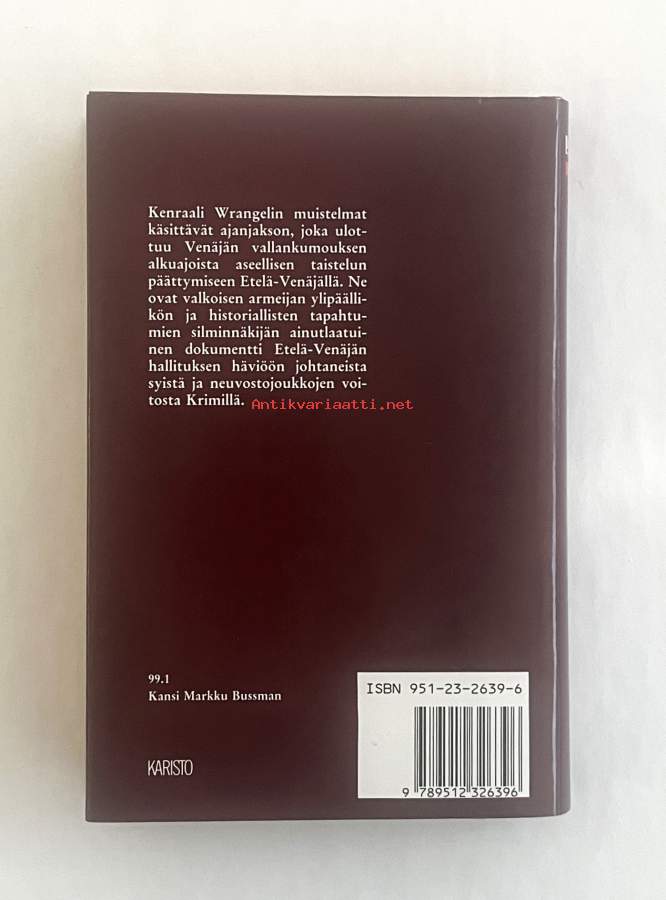 Kenraali Wrangelin muistelmat
käsittävät ajanjakson, joka ulot-
tuu Venäjän vallankumouksen
alkuajoista aseellisen taistelun
päättymiseen Etelä-Venäjällä. Ne
ovat valkoisen armeijan ylipäälli-
kön ja historiallisten tapahtu-
mien silminnäkijän ainutlaatui-
nen dokumentti Etelä-Venäjän
hallituksen häviöön johtaneista
syistä ja neuvostojoukkojen voi-
tosta Krimillä.
Antikvariaatti.net
99.1
Kansi Markku Bussman
KARISTO
ISBN 951-23-2639-6
9 789512 326396